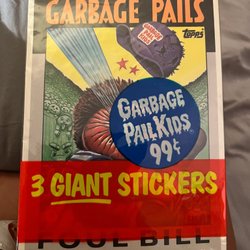 GARBAGE PAILS
topps
GARBAGE
PAIL KIDS
99¢
3 GIANT STICKERS
FOUL BILL